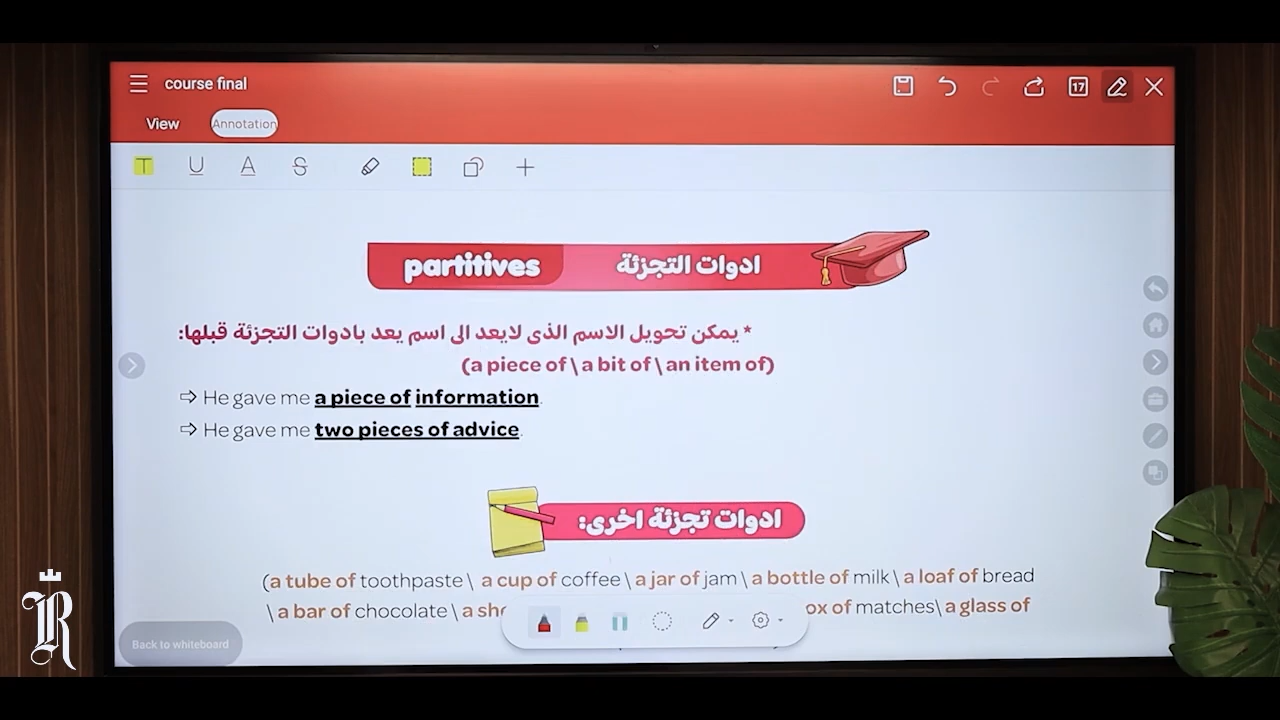 course final
17
View Annotation
T U A S
partitives ادوات التجزئة
* يمكن تحويل الاسم الذى لايعد الى اسم يعد بادوات التجزئة قبلها:
(a piece of \ a bit of \ an item of)
⇨ He gave me a piece of information.
⇨ He gave me two pieces of advice.
ادوات تجزئة اخرى:
(a tube of toothpaste \ a cup of coffee \ a jar of jam \ a bottle of milk \ a loaf of bread
\ a bar of chocolate \ a ox of matches\ a glass of
Back to whiteboard
R